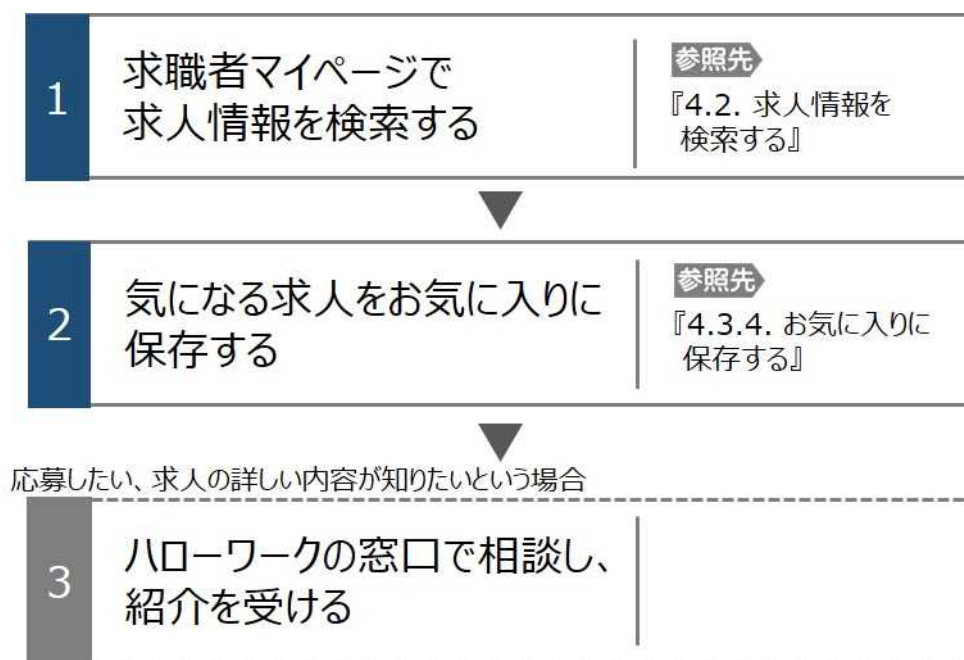 1
求職者マイページで
求人情報を検索する
参照先
『4.2. 求人情報を
検索する』
2
気になる求人をお気に入りに
保存する
参照先
『4.3.4. お気に入りに
保存する』
応募したい、求人の詳しい内容が知りたいという場合
3
ハローワークの窓口で相談し、
紹介を受ける